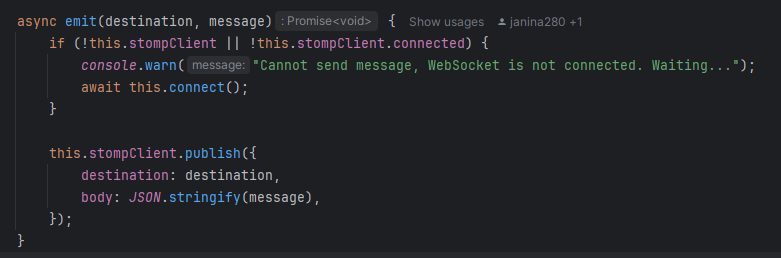 async emit(destination, message) : Promise<void> { Show usages janina280 +1
if (!this.stompClient || !this.stompClient.connected) {
console.warn( message: "Cannot send message, WebSocket is not connected. Waiting...");
await this.connect();
}
this.stompClient.publish({
destination: destination,
body: JSON.stringify(message),
});
}